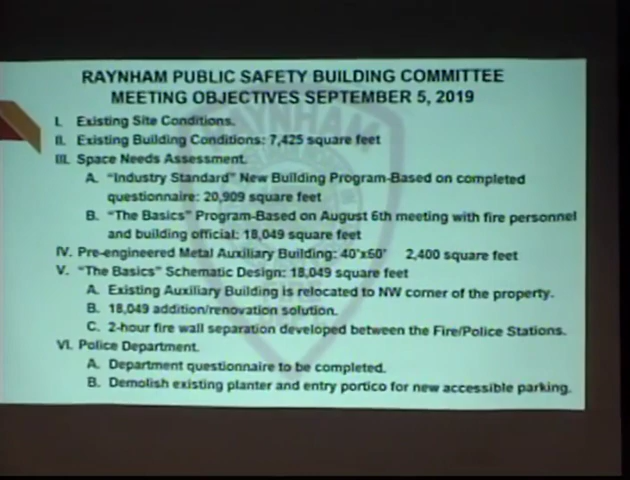 RAYNHAM PUBLIC SAFETY BUILDING COMMITTEE
MEETING OBJECTIVES SEPTEMBER 5, 2019
I. Existing Site Conditions.
II. Existing Building Conditions: 7,425 square feet
III. Space Needs Assessment.
A. "Industry Standard" New Building Program-Based on completed
questionnaire: 20,909 square feet
B. "The Basics" Program-Based on August 6th meeting with fire personnel
and building official: 18,049 square feet
IV. Pre-engineered Metal Auxiliary Building: 40'x60' 2,400 square feet
V. "The Basics" Schematic Design: 18,049 square feet
A. Existing Auxiliary Building is relocated to NW corner of the property.
B. 18,049 addition/renovation solution.
C. 2-hour fire wall separation developed between the Fire/Police Stations.
VI. Police Department.
A. Department questionnaire to be completed.
B. Demolish existing planter and entry portico for new accessible parking.
RAYNHAM